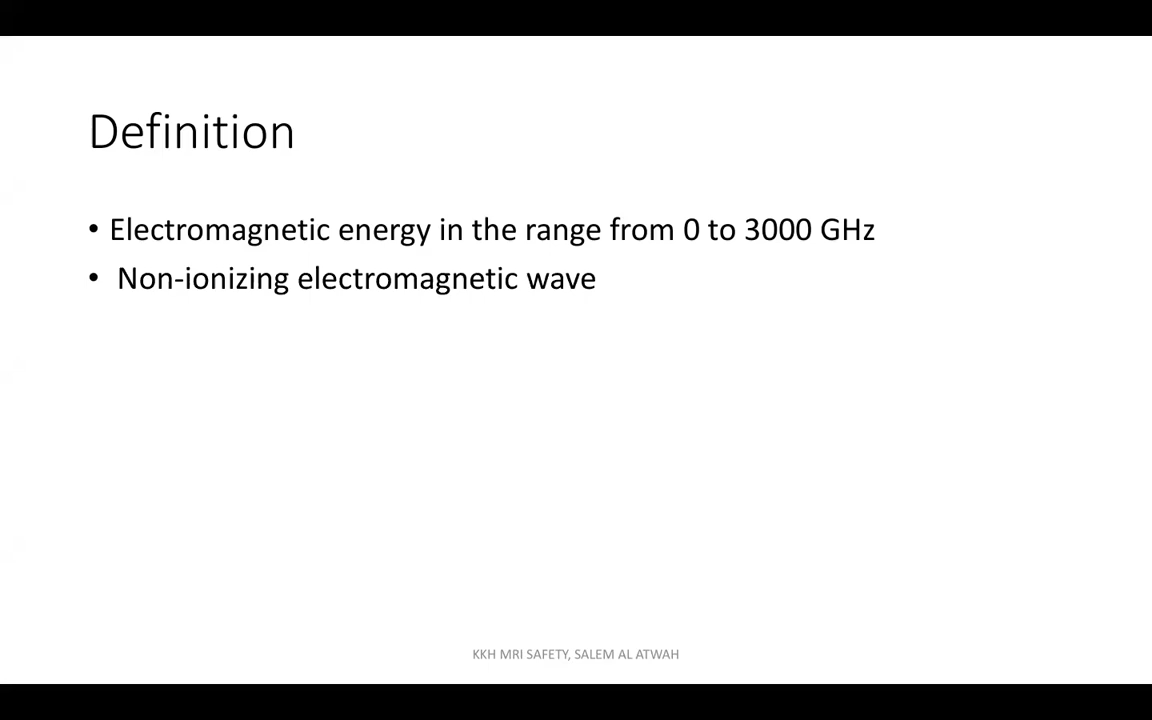 Definition
• Electromagnetic energy in the range from 0 to 3000 GHz
• Non-ionizing electromagnetic wave
KKH MRI SAFETY, SALEM AL ATWAH